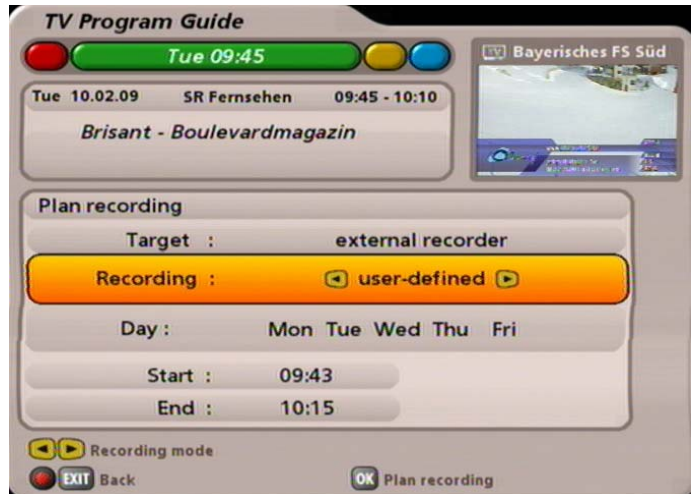 TV Program Guide
Tue 09:45
TV Bayerisches FS Süd
Tue 10.02.09 SR Fernsehen 09:45 - 10:10
Brisant - Boulevardmagazin
Plan recording
Target : external recorder
Recording : user-defined
Day : Mon Tue Wed Thu Fri
Start : 09:43
End : 10:15
Recording mode
EXIT Back OK Plan recording